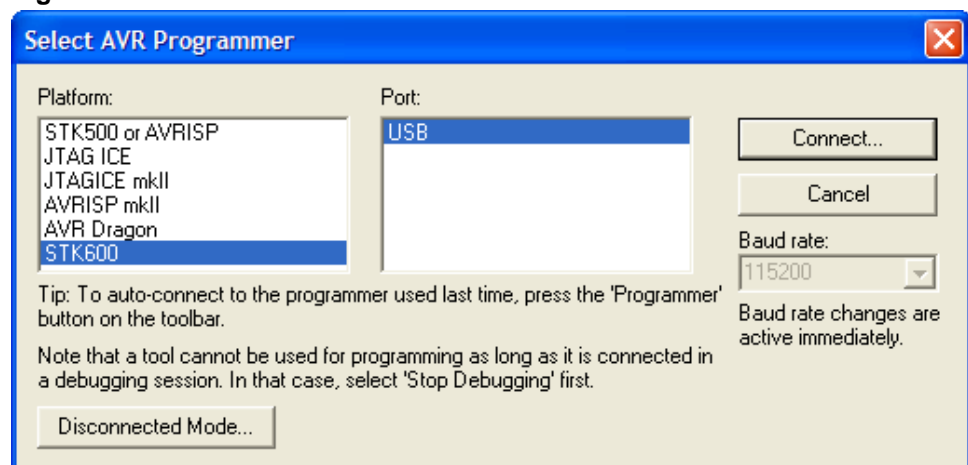 Select AVR Programmer
Platform:
Port:
STK500 or AVRISP
JTAG ICE
JTAGICE mkII
AVRISP mkII
AVR Dragon
STK600
USB
Connect...
Cancel
Baud rate:
115200
Baud rate changes are
active immediately.
Tip: To auto-connect to the programmer used last time, press the 'Programmer'
button on the toolbar.
Note that a tool cannot be used for programming as long as it is connected in
a debugging session. In that case, select 'Stop Debugging' first.
Disconnected Mode...